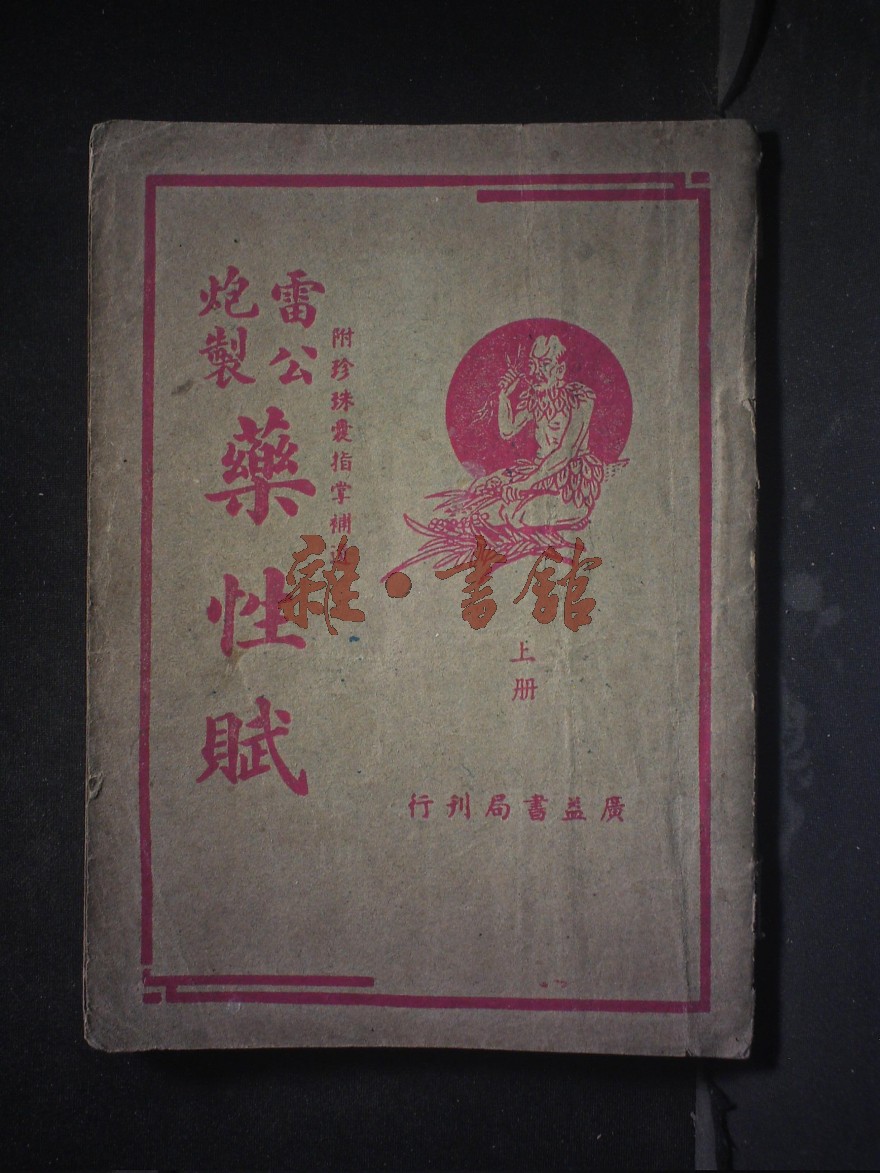 附珍珠囊指掌補遺
雷公
炮製
藥性賦
上册
廣益書局刊行
雜·書館